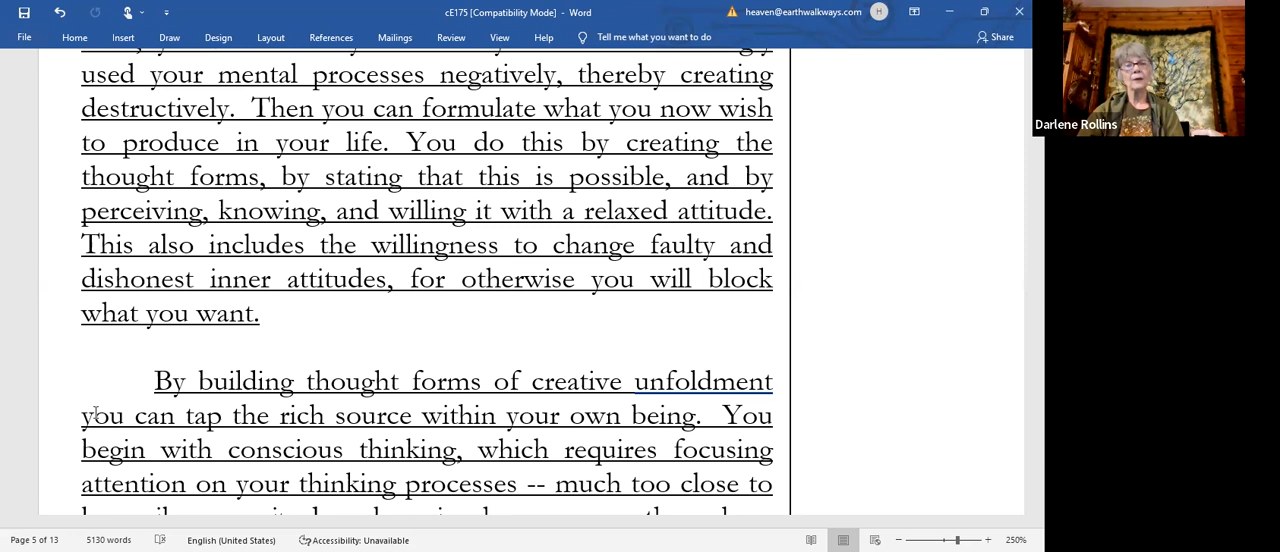 cE175 [Compatibility Mode] - Word
heaven@earthwalkways.com
H
File Home Insert Draw Design Layout References Mailings Review View Help Tell me what you want to do
Share
used your mental processes negatively, thereby creating
destructively. Then you can formulate what you now wish
to produce in your life. You do this by creating the
thought forms, by stating that this is possible, and by
perceiving, knowing, and willing it with a relaxed attitude.
This also includes the willingness to change faulty and
dishonest inner attitudes, for otherwise you will block
what you want.
By building thought forms of creative unfoldment
you can tap the rich source within your own being. You
begin with conscious thinking, which requires focusing
attention on your thinking processes -- much too close to
Page 5 of 13 5130 words English (United States) Accessibility: Unavailable 250%
Darlene Rollins